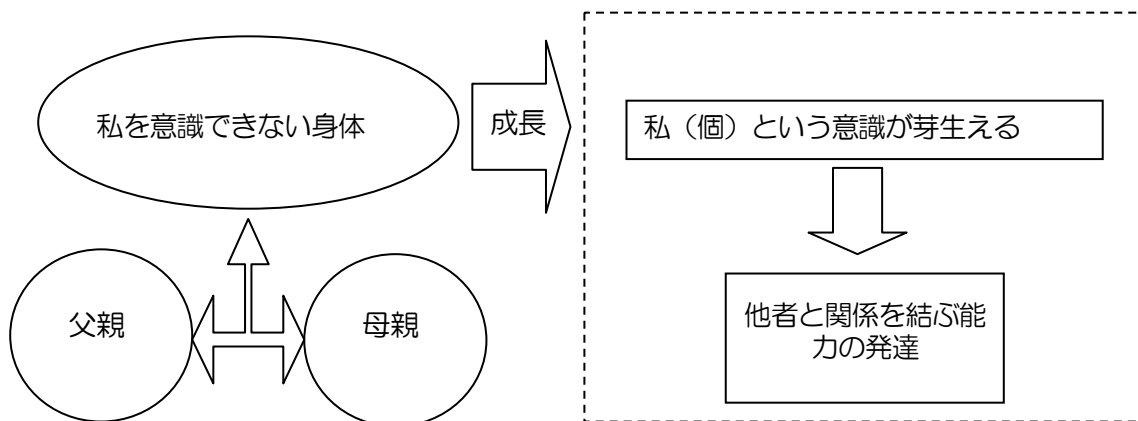 私を意識できない身体
成長
私（個）という意識が芽生える
父親
母親
他者と関係を結ぶ能
力の発達